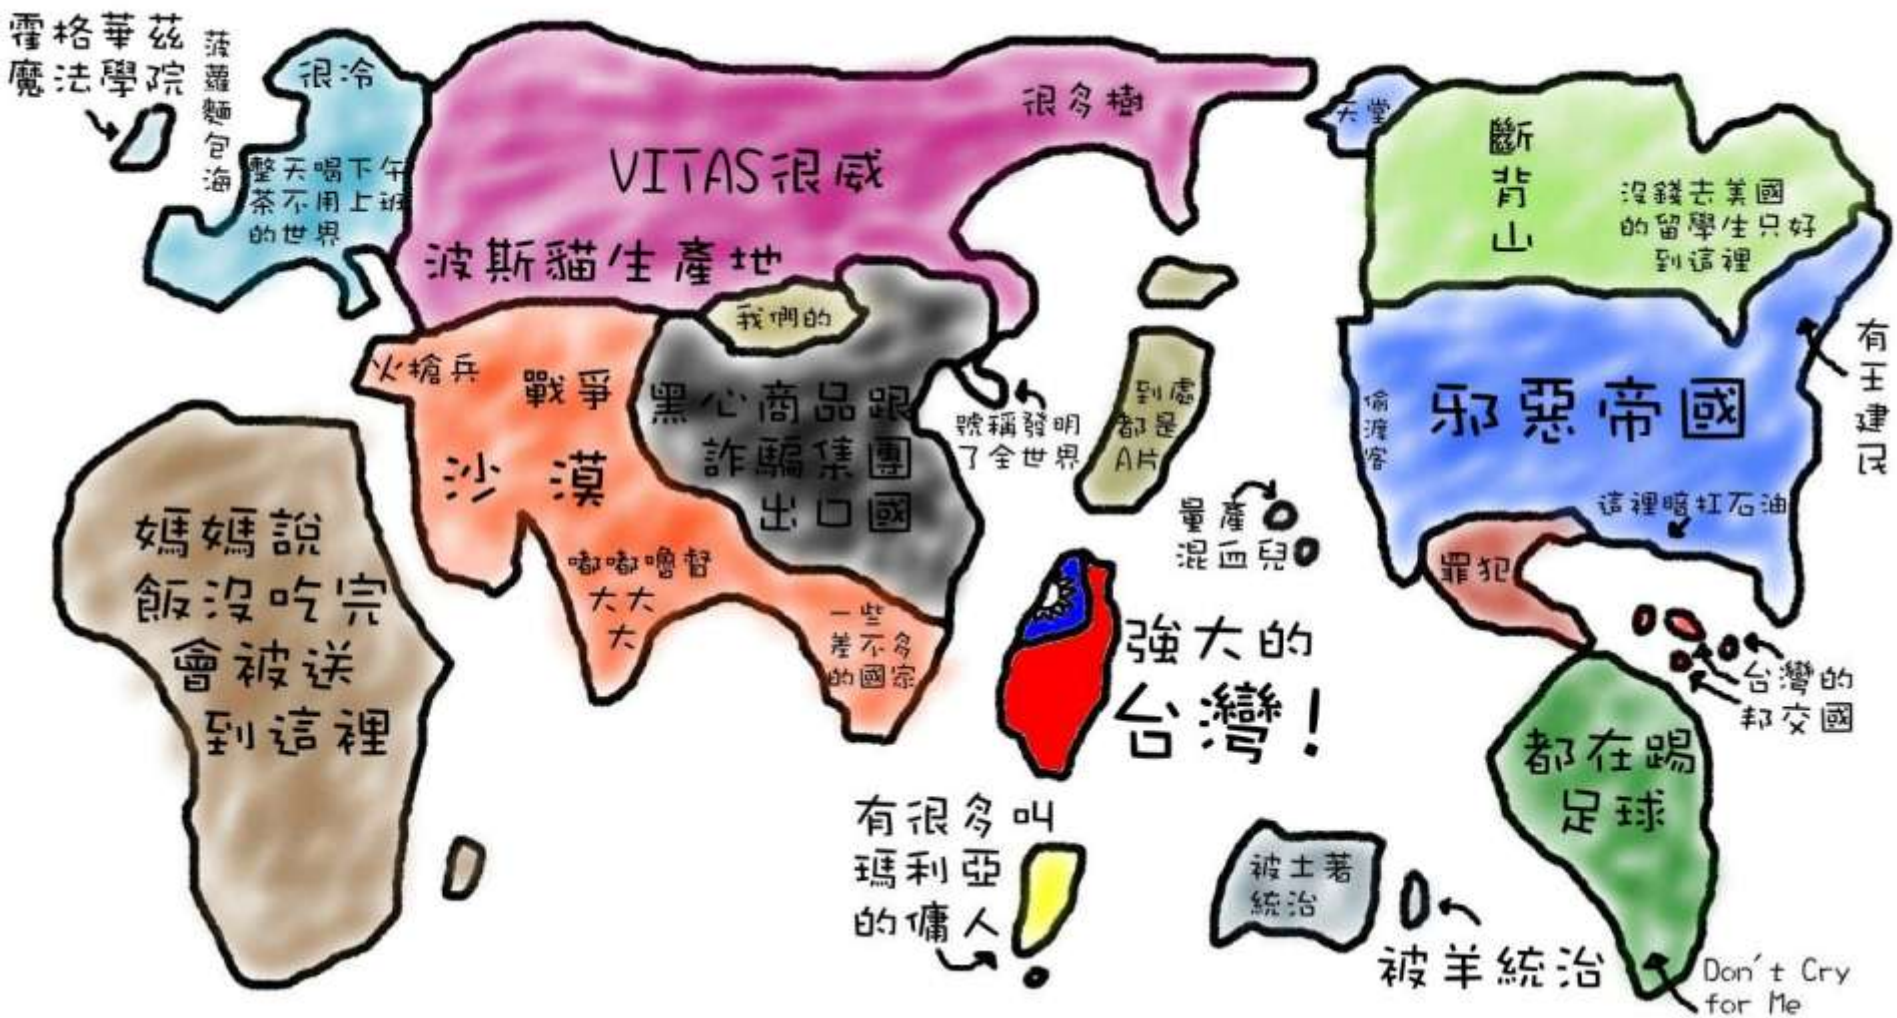 霍格華茲
魔法學院
菠蘿麵包海
很冷
整天喝下午
茶不用上班
的世界
VITAS很威
很多樹
波斯貓生產地
我們的
火槍兵
戰爭
沙漠
黑心商品跟
詐騙集團
出口國
號稱發明
了全世界
到處
都是
A片
嘟嘟嚕督
大大
大
一些
差不多
的國家
媽媽說
飯沒吃完
會被送
到這裡
量產
混血兒
強大的
台灣!
有很多叫
瑪利亞
的傭人
被土著
統治
被羊統治
天堂
斷背山
沒錢去美國
的留學生只好
到這裡
邪惡帝國
偷渡客
有王建民
這裡暗扛石油
罪犯
台灣的
邦交國
都在踢
足球
Don't Cry
for Me